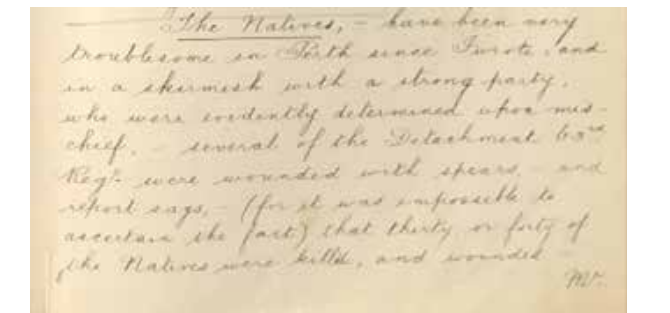 The Natives, - have been very
troublesome in Perth since I wrote, and
in a skirmish with a strong party,
who were evidently determined upon mis-
chief, - several of the Detachment 63rd
Regt. were wounded with spears, - and
report says, - (for it was impossible to
ascertain the fact) that thirty or forty of
the Natives were killed, and wounded -
Mr.